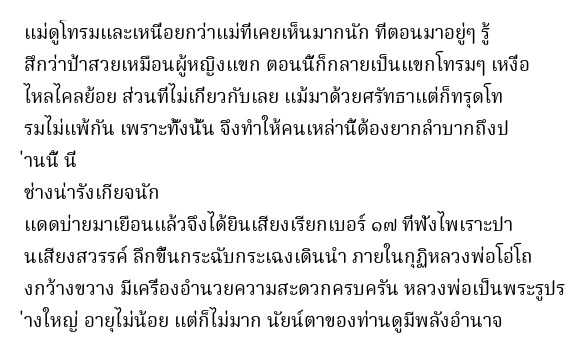 แม่ดูโทรมและเหนื่อยกว่าแม่ที่เคยเห็นมากนัก ที่ตอนมาอยู่ๆ รู้
สึกว่าป้าสวยเหมือนผู้หญิงแขก ตอนนี้ก็กลายเป็นแขกโทรมๆ เหงื่อ
ไหลไคลย้อย ส่วนที่ไม่เกี่ยวกับเลย แม้มาด้วยศรัทธาแต่ก็ทรุดโท
รมไม่แพ้กัน เพราะทั้งนั้น จึงทำให้คนเหล่านี้ต้องยากลำบากถึงป
่านนี้ นี่
ช่างน่ารังเกียจนัก
แดดบ่ายมาเยือนแล้วจึงได้ยินเสียงเรียกเบอร์ ๑๗ ที่ฟังไพเราะปา
นเสียงสวรรค์ ลึกขึ้นกระฉับกระเฉงเดินนำ ภายในกุฏิหลวงพ่อโอ่โถ
งกว้างขวาง มีเครื่องอำนวยความสะดวกครบครัน หลวงพ่อเป็นพระรูปร
่างใหญ่ อายุไม่น้อย แต่ก็ไม่มาก นัยน์ตาของท่านดูมีพลังอำนาจ